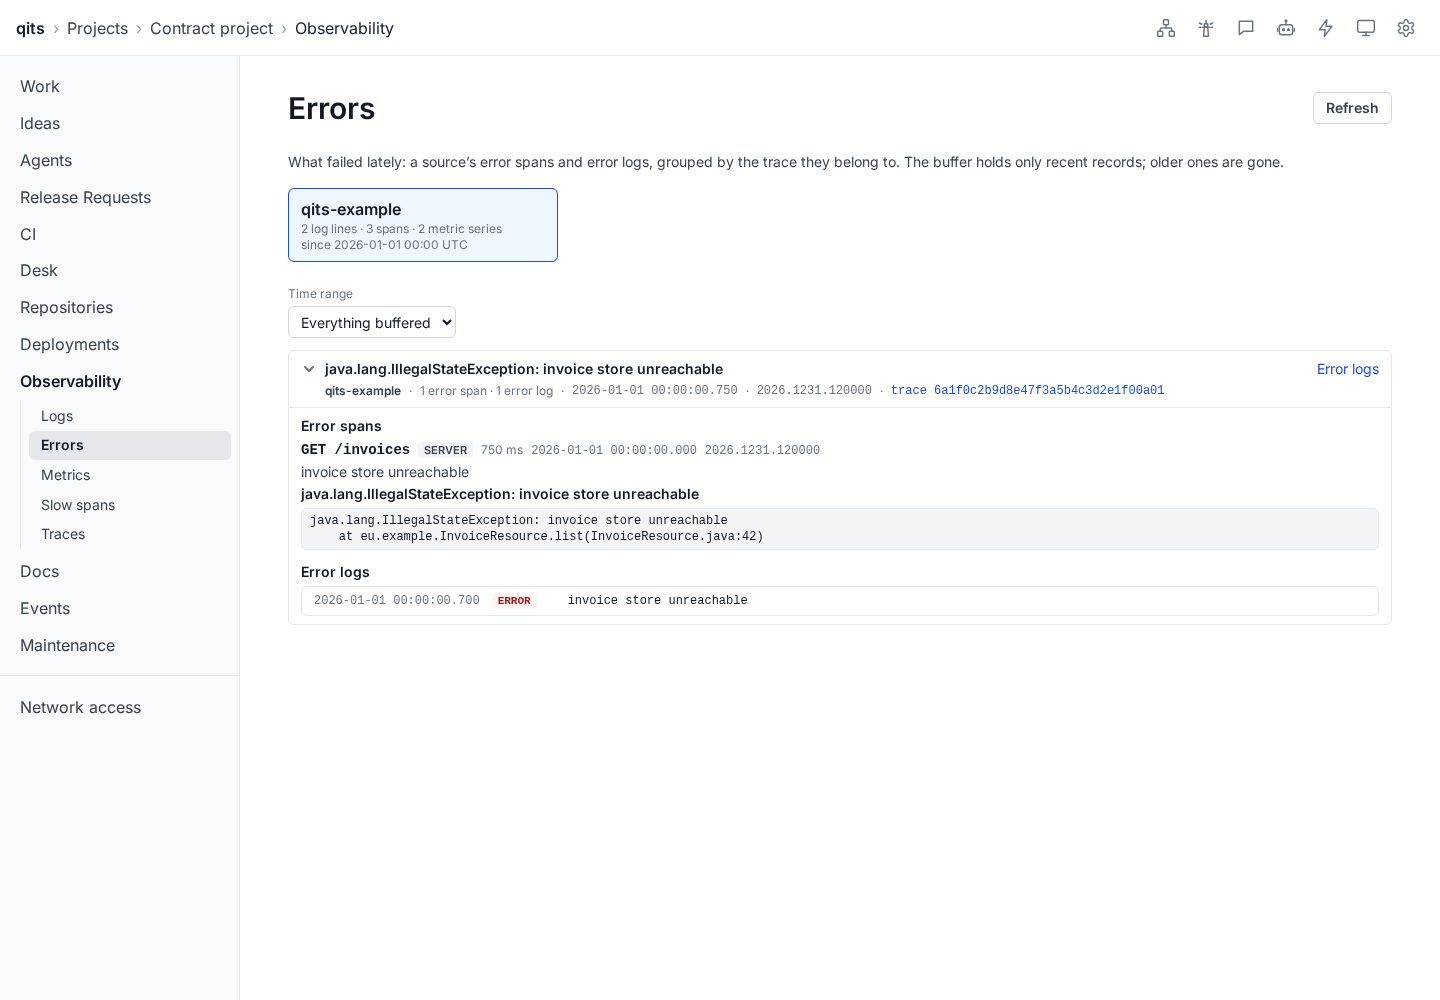 qits › Projects › Contract project › Observability
Work
Ideas
Agents
Release Requests
CI
Desk
Repositories
Deployments
Observability
Logs
Errors
Metrics
Slow spans
Traces
Docs
Events
Maintenance
Network access
Errors
Refresh
What failed lately: a source’s error spans and error logs, grouped by the trace they belong to. The buffer holds only recent records; older ones are gone.
qits-example
2 log lines · 3 spans · 2 metric series
since 2026-01-01 00:00 UTC
Time range
Everything buffered
java.lang.IllegalStateException: invoice store unreachable
Error logs
qits-example · 1 error span · 1 error log · 2026-01-01 00:00:00.750 · 2026.1231.120000 · trace 6a1f0c2b9d8e47f3a5b4c3d2e1f00a01
Error spans
GET /invoices SERVER 750 ms 2026-01-01 00:00:00.000 2026.1231.120000
invoice store unreachable
java.lang.IllegalStateException: invoice store unreachable
java.lang.IllegalStateException: invoice store unreachable
at eu.example.InvoiceResource.list(InvoiceResource.java:42)
Error logs
2026-01-01 00:00:00.700 ERROR invoice store unreachable